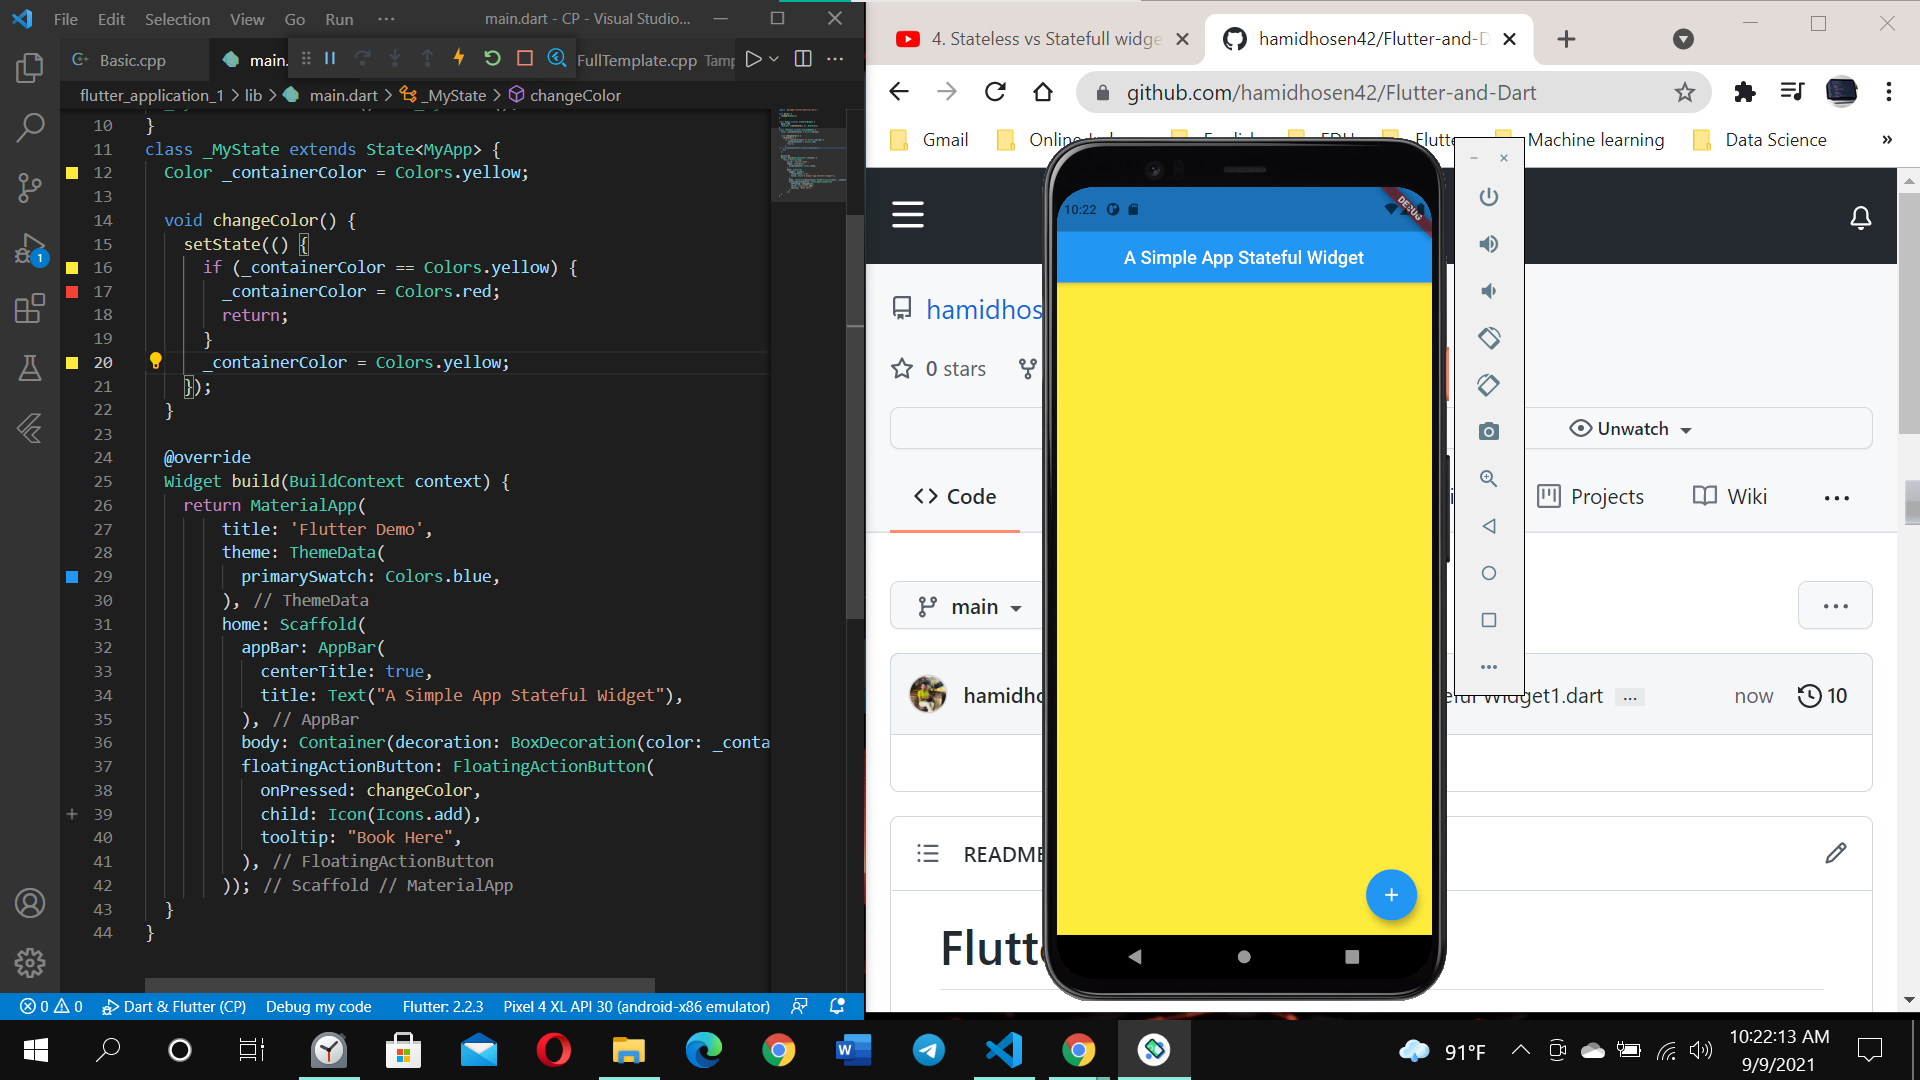 File Edit Selection View Go Run ··· main.dart - CP - Visual Studio...
Basic.cpp main. FullTemplate.cpp Tamp
flutter_application_1 > lib > main.dart > _MyState > changeColor
10 }
11 class _MyState extends State<MyApp> {
12 Color _containerColor = Colors.yellow;
13
14 void changeColor() {
15 setState(() {
16 if (_containerColor == Colors.yellow) {
17 _containerColor = Colors.red;
18 return;
19 }
20 _containerColor = Colors.yellow;
21 });
22 }
23
24 @override
25 Widget build(BuildContext context) {
26 return MaterialApp(
27 title: 'Flutter Demo',
28 theme: ThemeData(
29 primarySwatch: Colors.blue,
30 ), // ThemeData
31 home: Scaffold(
32 appBar: AppBar(
33 centerTitle: true,
34 title: Text("A Simple App Stateful Widget"),
35 ), // AppBar
36 body: Container(decoration: BoxDecoration(color: _conta
37 floatingActionButton: FloatingActionButton(
38 onPressed: changeColor,
39 child: Icon(Icons.add),
40 tooltip: "Book Here",
41 ), // FloatingActionButton
42 )); // Scaffold // MaterialApp
43 }
44 }
1
0 0 Dart & Flutter (CP) Debug my code Flutter: 2.2.3 Pixel 4 XL API 30 (android-x86 emulator)
4. Stateless vs Statefull widge hamidhosen42/Flutter-and-D
github.com/hamidhosen42/Flutter-and-Dart
Gmail Machine learning Data Science »
hamidhos
0 stars
Unwatch
Code Projects Wiki ···
main ···
hamidho Widget1.dart ... now 10
README
Flutt
10:22 DEBUG
A Simple App Stateful Widget
91°F 10:22:13 AM
9/9/2021